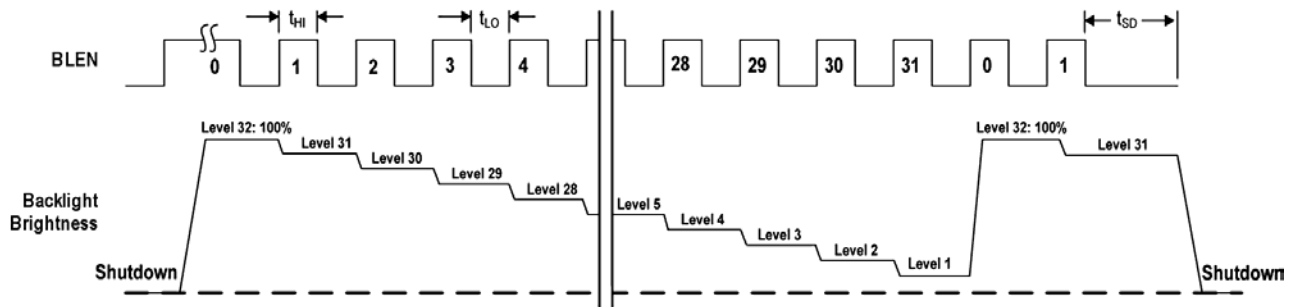 tHI
tLO
tSD
BLEN
0 1 2 3 4 28 29 30 31 0 1
Level 32: 100%
Level 31
Level 30
Level 29
Level 28
Level 5
Level 4
Level 3
Level 2
Level 1
Level 32: 100%
Level 31
Backlight
Brightness
Shutdown
Shutdown